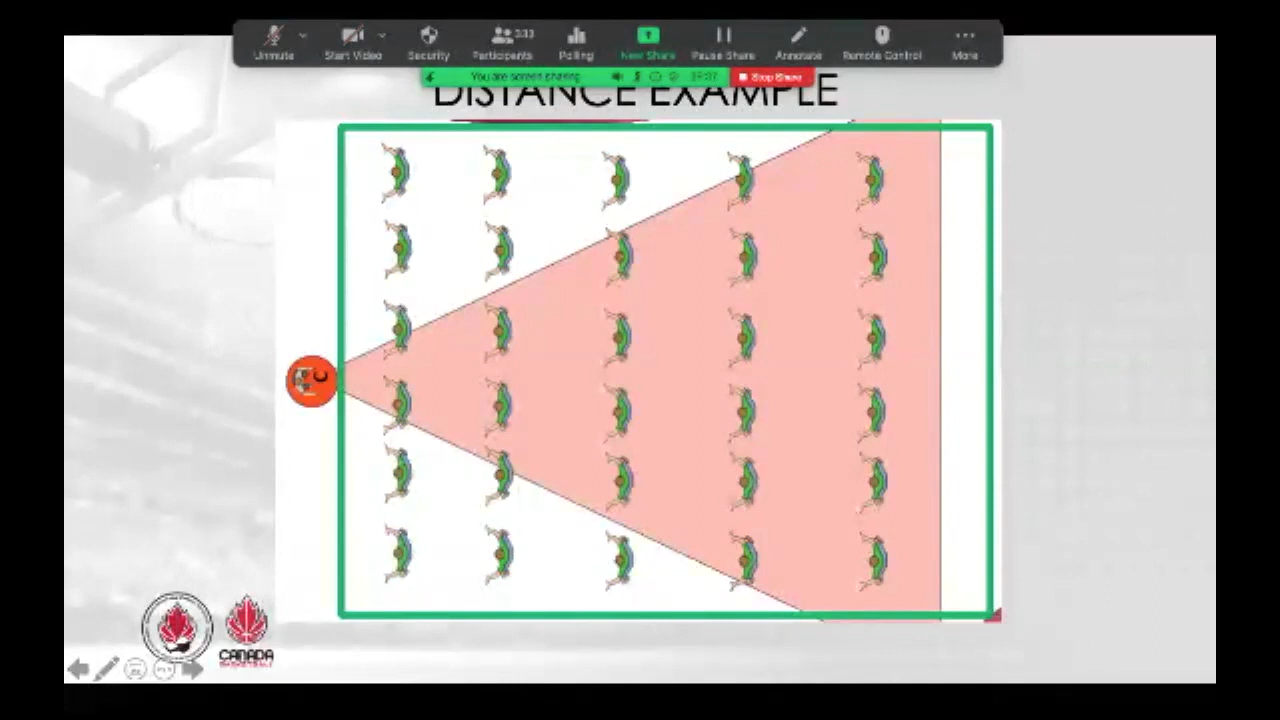 Unmute
Start Video
Security
Participants
333
Polling
New Share
Pause Share
Annotate
Remote Control
More
You are screen sharing
Stop Share
DISTANCE EXAMPLE
C
CANADA
BASKETBALL